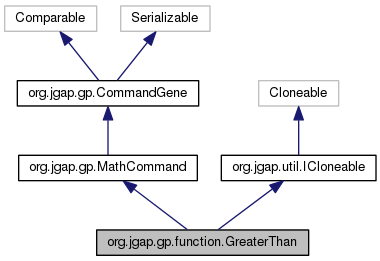 Comparable
Serializable
org.jgap.gp.CommandGene
Cloneable
org.jgap.gp.MathCommand
org.jgap.util.ICloneable
org.jgap.gp.function.GreaterThan